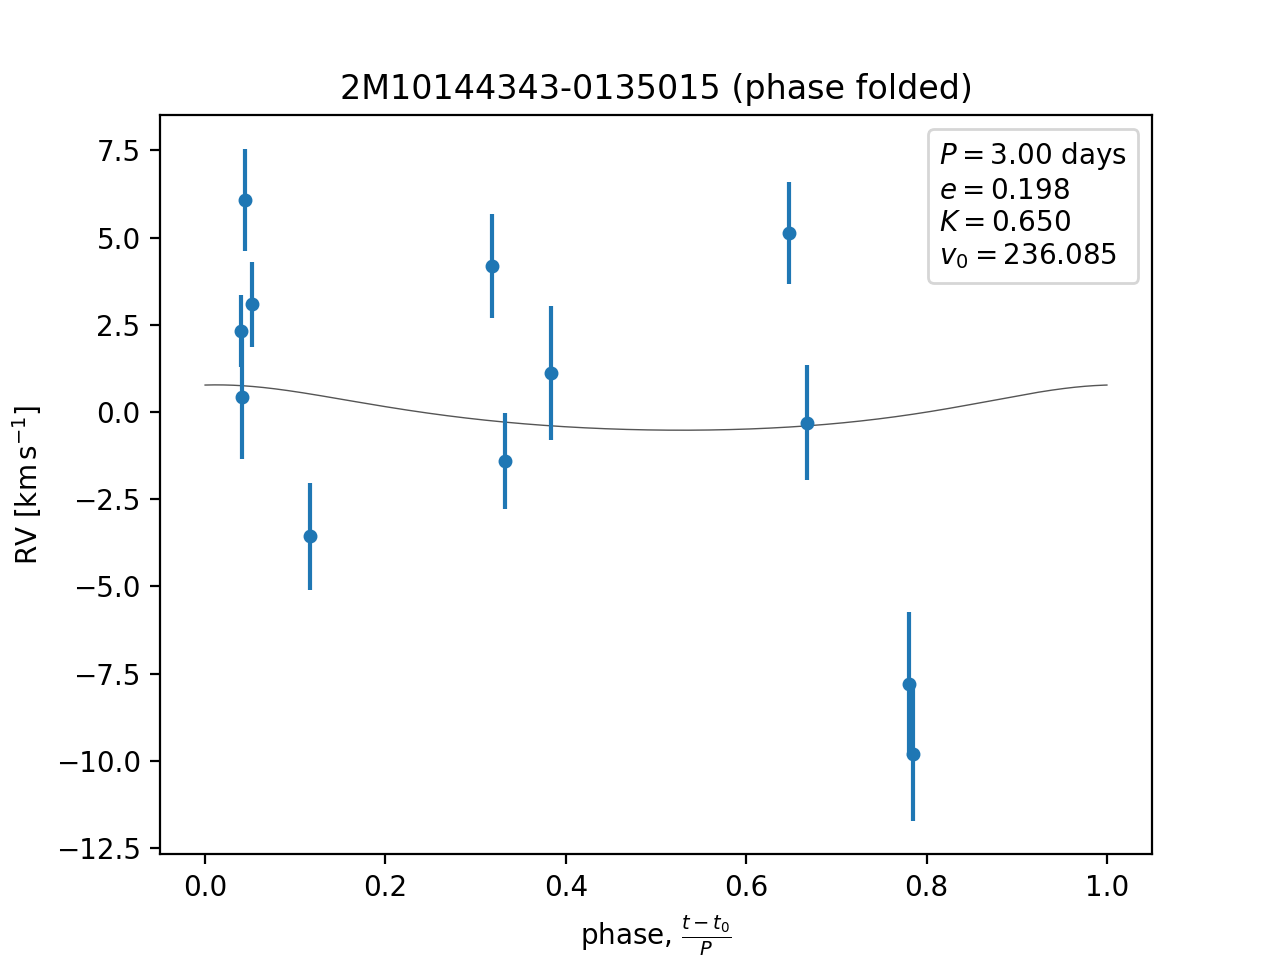 2M10144343-0135015 (phase folded)
P = 3.00 days
e = 0.198
K = 0.650
v₀ = 236.085
RV [km s⁻¹]
7.5
5.0
2.5
0.0
−2.5
−5.0
−7.5
−10.0
−12.5
0.0 0.2 0.4 0.6 0.8 1.0
phase, (t − t₀)/P